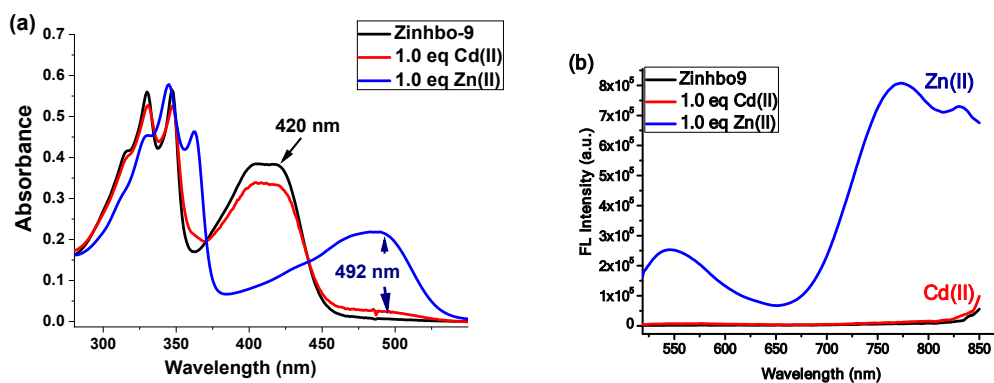 (a)
Zinhbo-9
1.0 eq Cd(II)
1.0 eq Zn(II)
420 nm
492 nm
Absorbance
0.7
0.6
0.5
0.4
0.3
0.2
0.1
0.0
300 350 400 450 500
Wavelength (nm)
(b)
Zinhbo9
1.0 eq Cd(II)
1.0 eq Zn(II)
Zn(II)
Cd(II)
FL Intensity (a.u.)
8x10⁵
7x10⁵
6x10⁵
5x10⁵
4x10⁵
3x10⁵
2x10⁵
1x10⁵
0
550 600 650 700 750 800 850
Wavelength (nm)